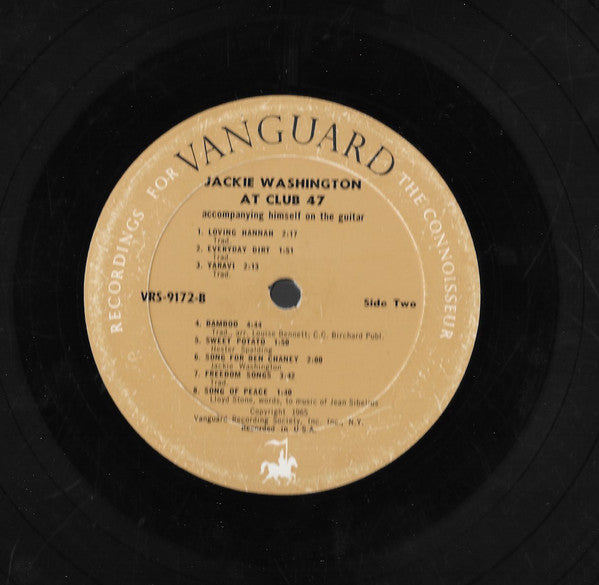 RECORDINGS FOR VANGUARD THE CONNOISSEUR
JACKIE WASHINGTON
AT CLUB 47
accompanying himself on the guitar
1. LOVING HANNAH 2:17
Trad.
2. EVERYDAY DIRT 1:51
Trad.
3. YARAVI 2:13
Trad.
VRS-9172-B
Side Two
4. BAMBOO 4:44
Trad., arr. Louise Bennett; C.C. Birchard Publ.
5. SWEET POTATO 1:50
Nester Spalding
6. SONG FOR BEN CHANEY 2:00
Jackie Washington
7. FREEDOM SONGS 3:42
Trad.
8. SONG OF PEACE 1:40
Lloyd Stone, words, to music of Jean Sibelius
Copyright 1965
Vanguard Recording Society, Inc. Inc., N.Y.
Recorded in U.S.A.